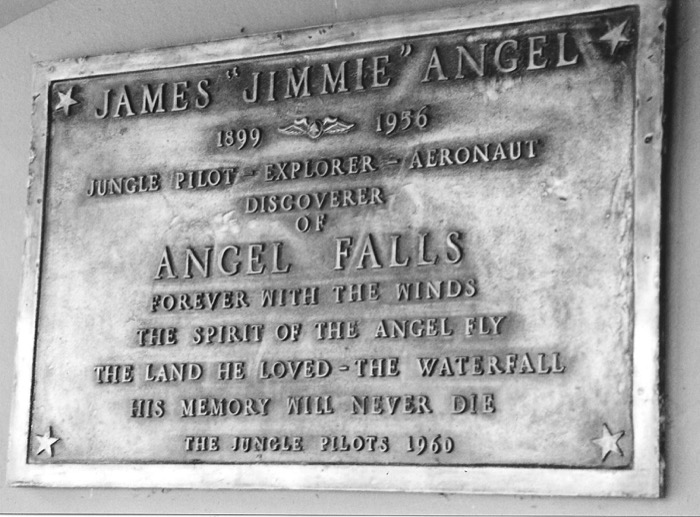 JAMES "JIMMIE" ANGEL
1899 1956
JUNGLE PILOT - EXPLORER - AERONAUT
DISCOVERER
OF
ANGEL FALLS
FOREVER WITH THE WINDS
THE SPIRIT OF THE ANGEL FLY
THE LAND HE LOVED - THE WATERFALL
HIS MEMORY WILL NEVER DIE
THE JUNGLE PILOTS 1960